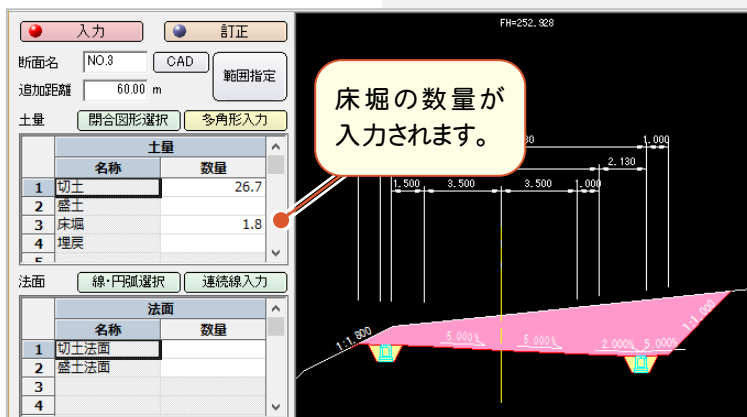 入力 訂正
断面名 NO.3 CAD 範囲指定
追加距離 60.00 m
土量 閉合図形選択 多角形入力
土量
名称 数量
1 切土 26.7
2 盛土
3 床堀 1.8
4 埋戻
法面 線・円弧選択 連続線入力
法面
名称 数量
1 切土法面
2 盛土法面
3
4
床堀の数量が
入力されます。
FH=252.928
1.000
2.130
1.500 3.500 3.500 1.000
1:1.800 5.000% 5.000% 2.000% 5.000% 1:1.000